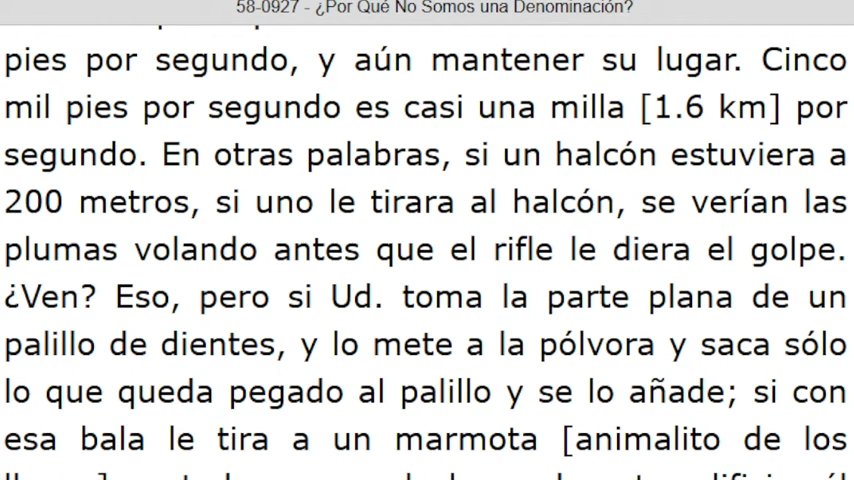 58-0927 - ¿Por Qué No Somos una Denominación?
pies por segundo, y aún mantener su lugar. Cinco
mil pies por segundo es casi una milla [1.6 km] por
segundo. En otras palabras, si un halcón estuviera a
200 metros, si uno le tirara al halcón, se verían las
plumas volando antes que el rifle le diera el golpe.
¿Ven? Eso, pero si Ud. toma la parte plana de un
palillo de dientes, y lo mete a la pólvora y saca sólo
lo que queda pegado al palillo y se lo añade; si con
esa bala le tira a un marmota [animalito de los